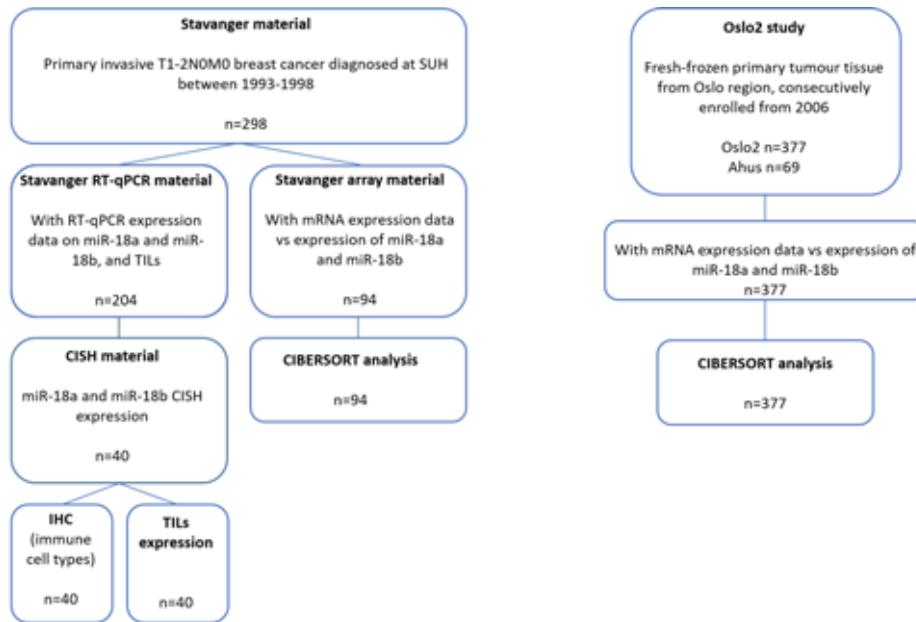 Stavanger material
Primary invasive T1-2N0M0 breast cancer diagnosed at SUH
between 1993-1998
n=298
Stavanger RT-qPCR material
With RT-qPCR expression
data on miR-18a and miR-
18b, and TILs
n=204
Stavanger array material
With mRNA expression data
vs expression of miR-18a
and miR-18b
n=94
CISH material
miR-18a and miR-18b CISH
expression
n=40
CIBERSORT analysis
n=94
IHC
(immune
cell types)
n=40
TILs
expression
n=40
Oslo2 study
Fresh-frozen primary tumour tissue
from Oslo region, consecutively
enrolled from 2006
Oslo2 n=377
Ahus n=69
With mRNA expression data vs expression of
miR-18a and miR-18b
n=377
CIBERSORT analysis
n=377